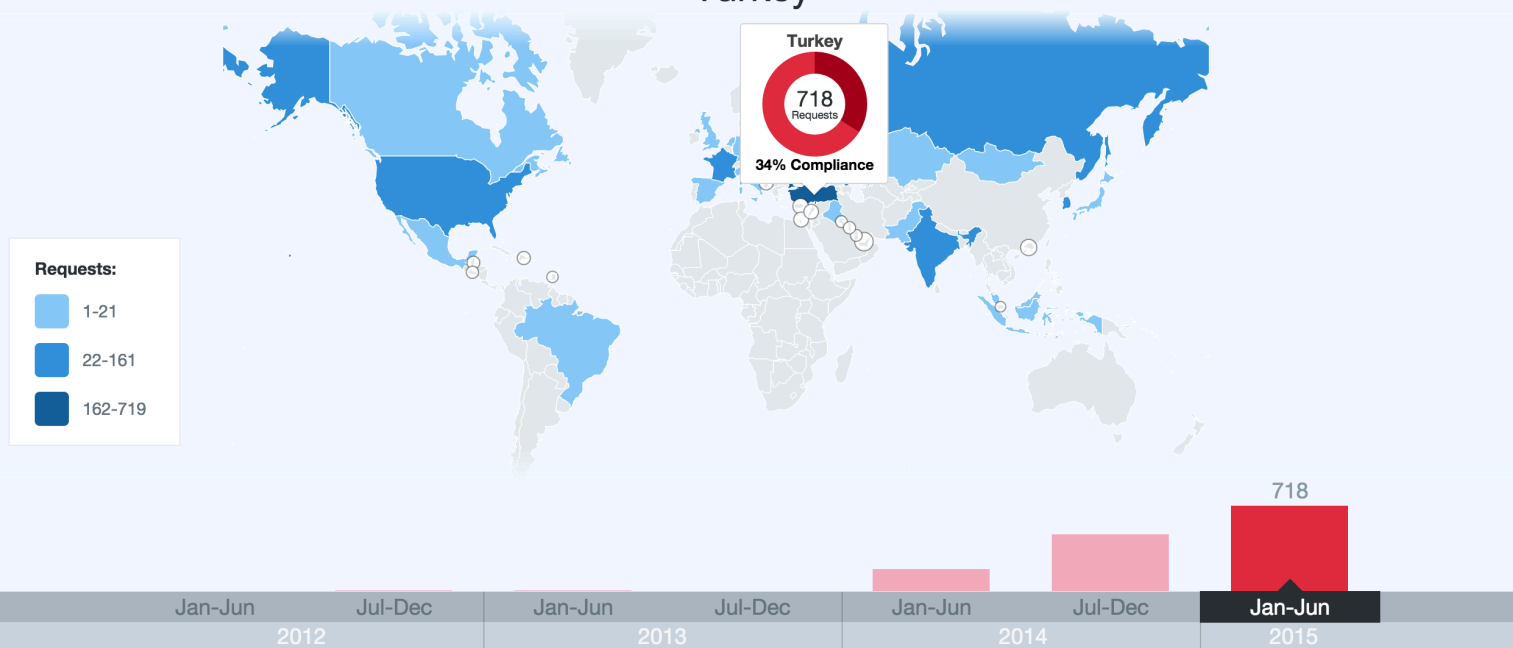 Turkey
Turkey
718
Requests
34% Compliance
Requests:
1-21
22-161
162-719
718
Jan-Jun
Jul-Dec
Jan-Jun
Jul-Dec
Jan-Jun
Jul-Dec
Jan-Jun
2012
2013
2014
2015